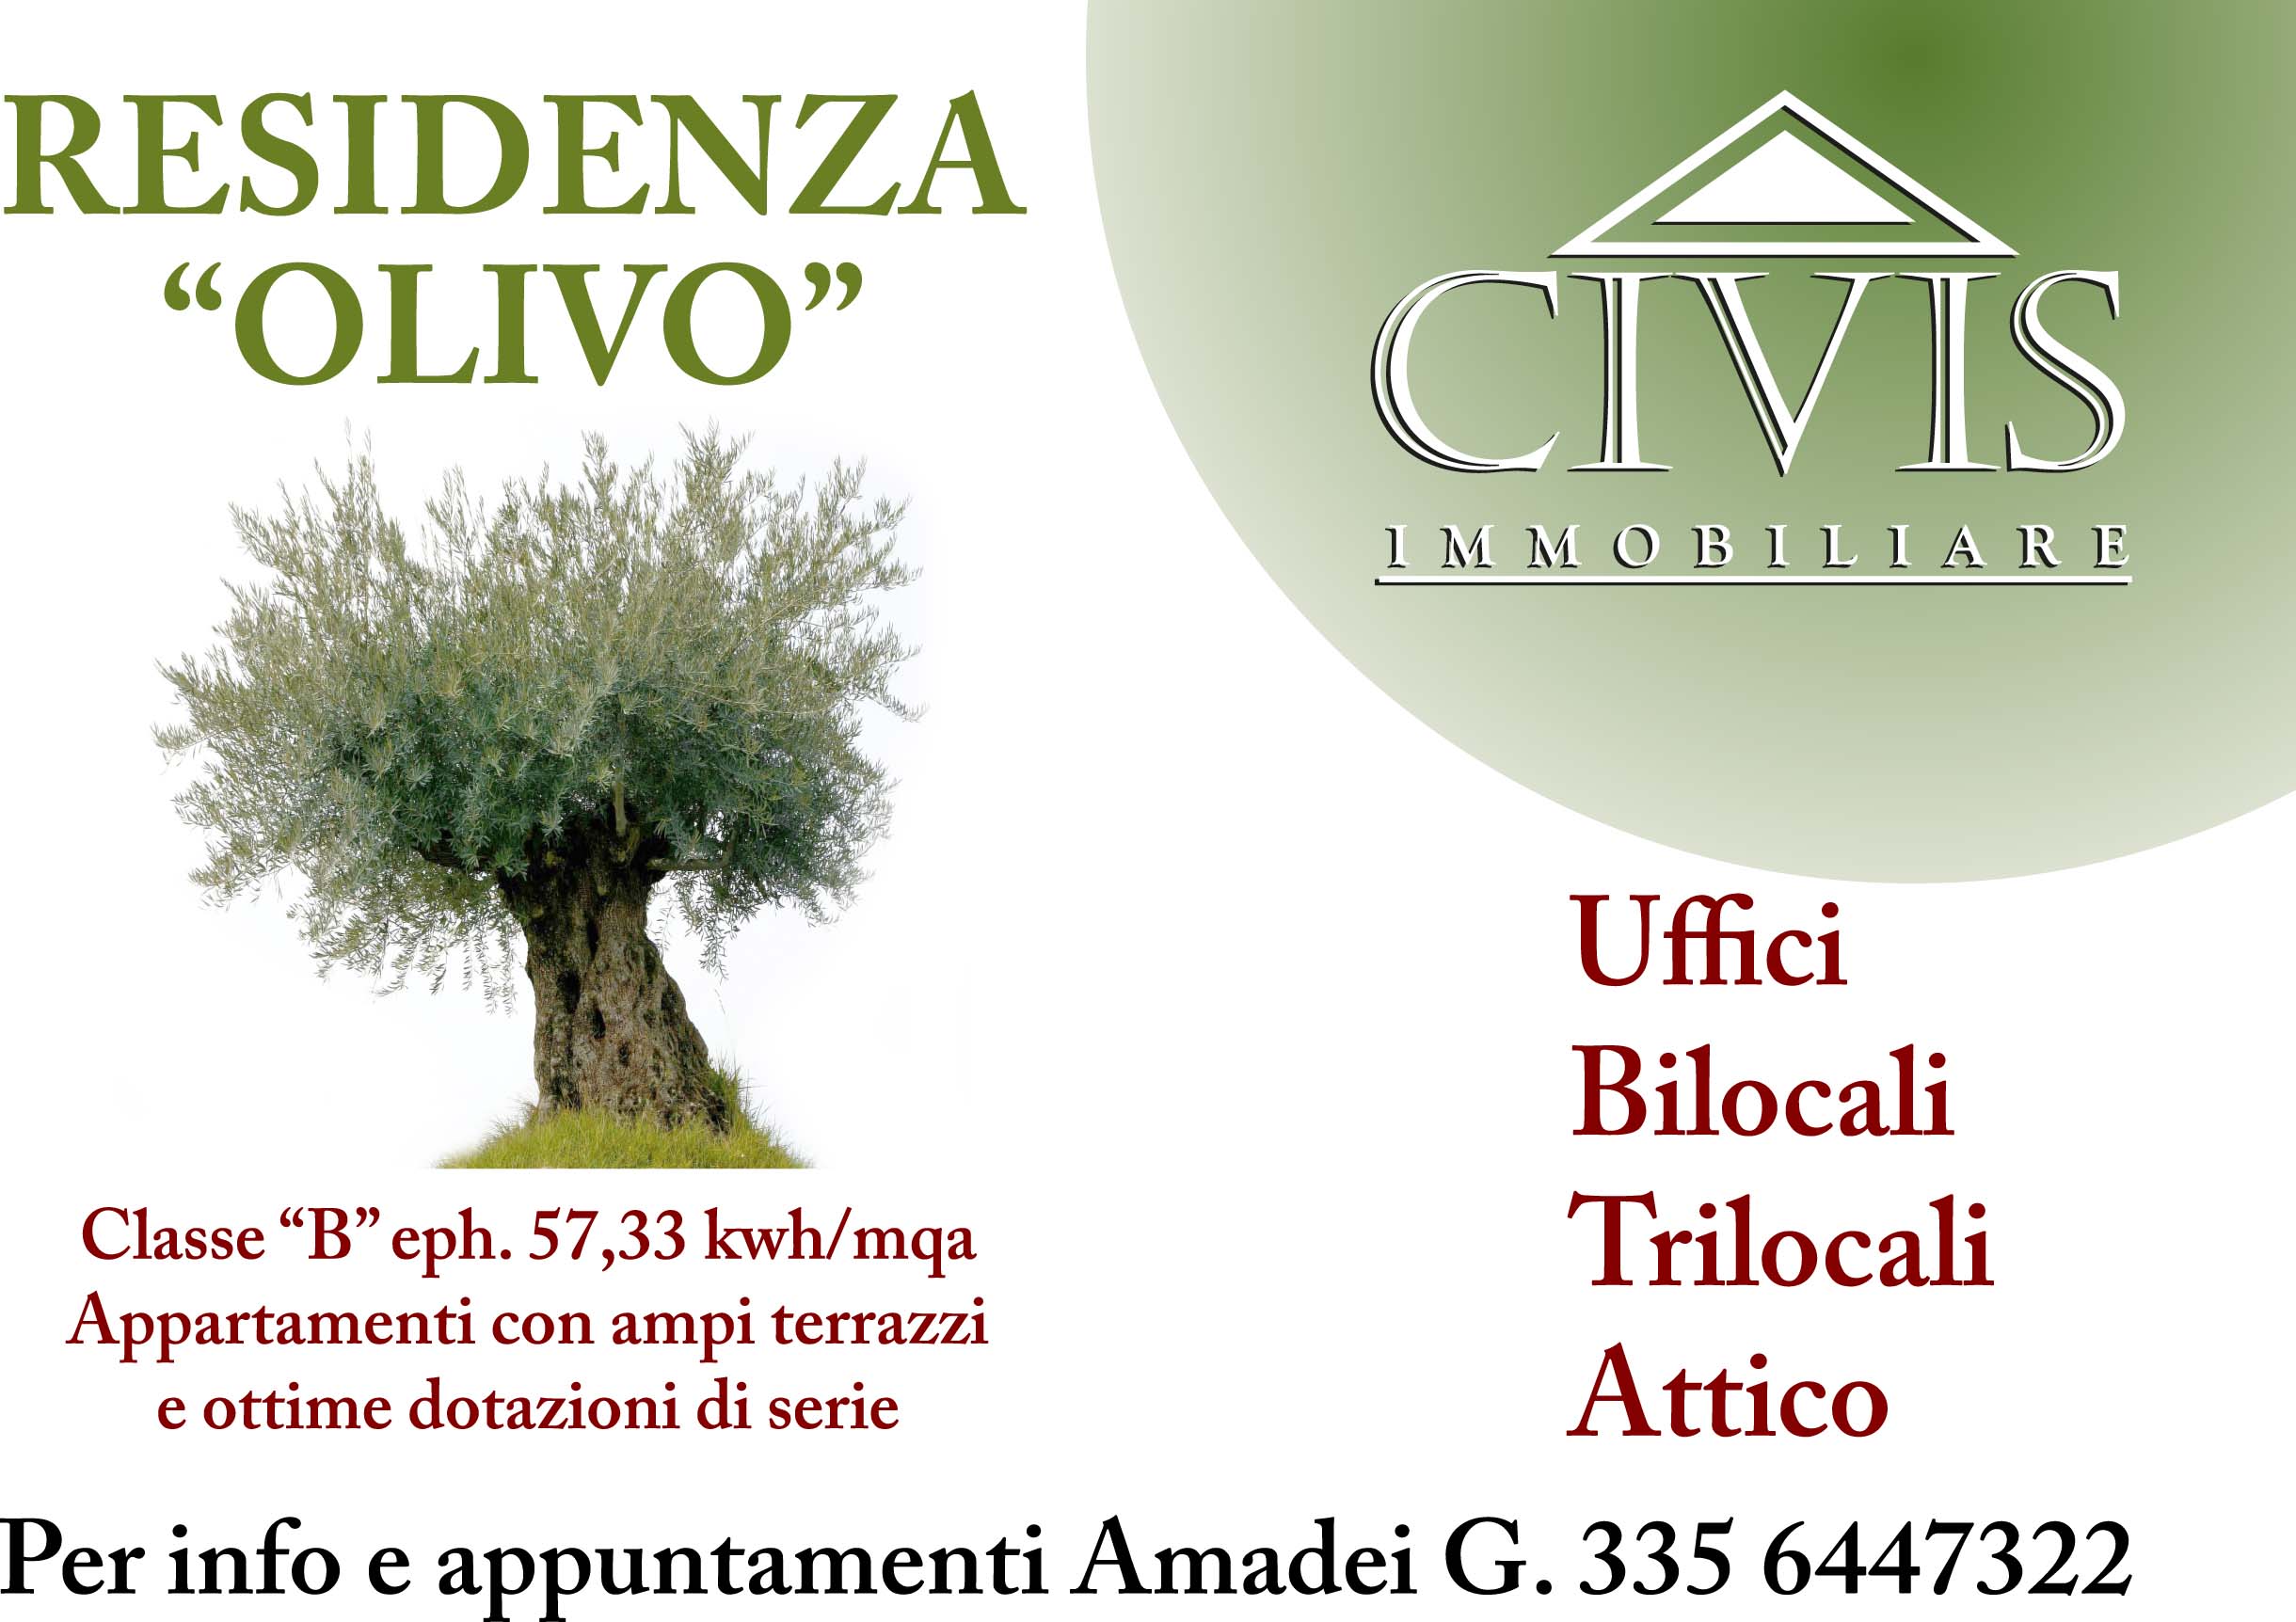 RESIDENZA
“OLIVO”
CIVIS
IMMOBILIARE
Uffici
Bilocali
Trilocali
Attico
Classe “B” eph. 57,33 kwh/mqa
Appartamenti con ampi terrazzi
e ottime dotazioni di serie
Per info e appuntamenti Amadei G. 335 6447322